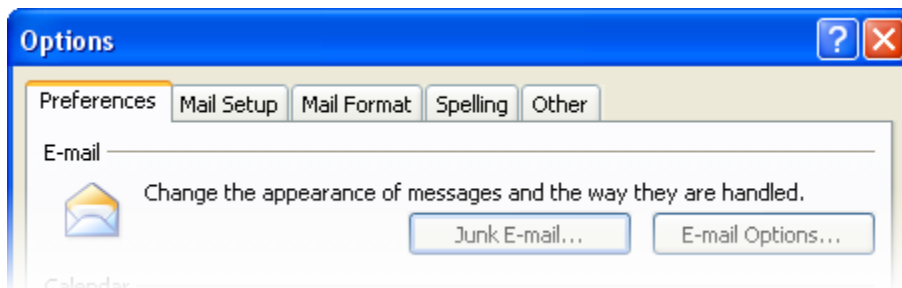 Options
Preferences Mail Setup Mail Format Spelling Other
E-mail
Change the appearance of messages and the way they are handled.
Junk E-mail... E-mail Options...
Calendar